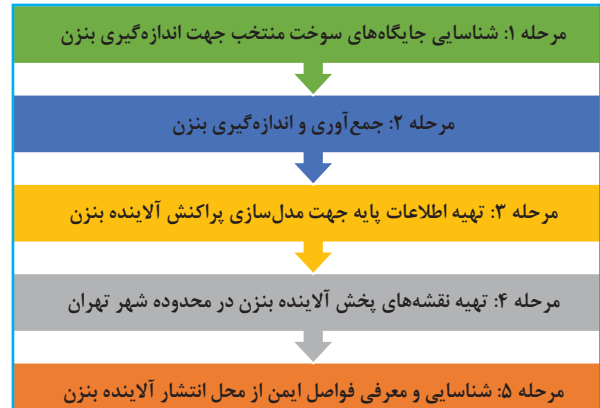 مرحله ۱: شناسایی جایگاه‌های سوخت منتخب جهت اندازه‌گیری بنزن
مرحله ۲: جمع‌آوری و اندازه‌گیری بنزن
مرحله ۳: تهیه اطلاعات پایه جهت مدل‌سازی پراکنش آلاینده بنزن
مرحله ۴: تهیه نقشه‌های پخش آلاینده بنزن در محدوده شهر تهران
مرحله ۵: شناسایی و معرفی فواصل ایمن از محل انتشار آلاینده بنزن